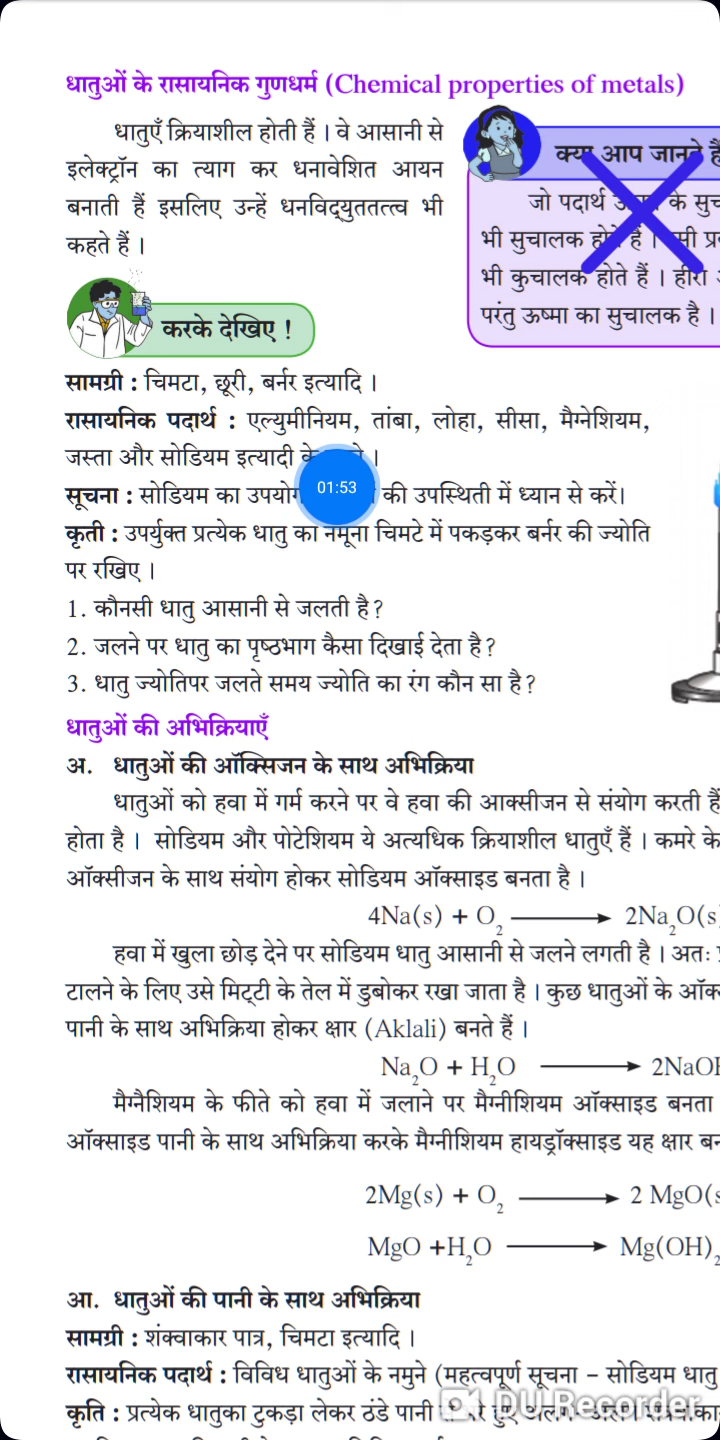 धातुओं के रासायनिक गुणधर्म (Chemical properties of metals)
धातुएँ क्रियाशील होती हैं । वे आसानी से
इलेक्ट्रॉन का त्याग कर धनावेशित आयन
बनाती हैं इसलिए उन्हें धनविद्युततत्त्व भी
कहते हैं ।
क्या आप जानते है
जो पदार्थ के सुच
भी सुचालक होते हैं । सी प्र
भी कुचालक होते हैं । हीरा
परंतु ऊष्मा का सुचालक है ।
करके देखिए !
सामग्री : चिमटा, छूरी, बर्नर इत्यादि ।
रासायनिक पदार्थ : एल्युमीनियम, तांबा, लोहा, सीसा, मैग्नेशियम,
जस्ता और सोडियम इत्यादी के ।
01:53
सूचना : सोडियम का उपयोग की उपस्थिती में ध्यान से करें।
कृती : उपर्युक्त प्रत्येक धातु का नमूना चिमटे में पकड़कर बर्नर की ज्योति
पर रखिए ।
1. कौनसी धातु आसानी से जलती है?
2. जलने पर धातु का पृष्ठभाग कैसा दिखाई देता है?
3. धातु ज्योतिपर जलते समय ज्योति का रंग कौन सा है?
धातुओं की अभिक्रियाएँ
अ. धातुओं की ऑक्सिजन के साथ अभिक्रिया
धातुओं को हवा में गर्म करने पर वे हवा की आक्सीजन से संयोग करती हैं
होता है । सोडियम और पोटेशियम ये अत्यधिक क्रियाशील धातुएँ हैं । कमरे के
ऑक्सीजन के साथ संयोग होकर सोडियम ऑक्साइड बनता है ।
4Na(s) + O₂ ⟶ 2Na₂O(s
हवा में खुला छोड़ देने पर सोडियम धातु आसानी से जलने लगती है । अतः
टालने के लिए उसे मिट्टी के तेल में डुबोकर रखा जाता है । कुछ धातुओं के ऑक
पानी के साथ अभिक्रिया होकर क्षार (Aklali) बनते हैं ।
Na₂O + H₂O ⟶ 2NaOH
मैग्नैशियम के फीते को हवा में जलाने पर मैग्नीशियम ऑक्साइड बनता
ऑक्साइड पानी के साथ अभिक्रिया करके मैग्नीशियम हायड्रॉक्साइड यह क्षार बन
2Mg(s) + O₂ ⟶ 2 MgO(s
MgO +H₂O ⟶ Mg(OH)₂
आ. धातुओं की पानी के साथ अभिक्रिया
सामग्री : शंक्वाकार पात्र, चिमटा इत्यादि ।
रासायनिक पदार्थ : विविध धातुओं के नमुने (महत्वपूर्ण सूचना – सोडियम धातु
कृति : प्रत्येक धातुका टुकड़ा लेकर ठंडे पानी हुए
DU Recorder